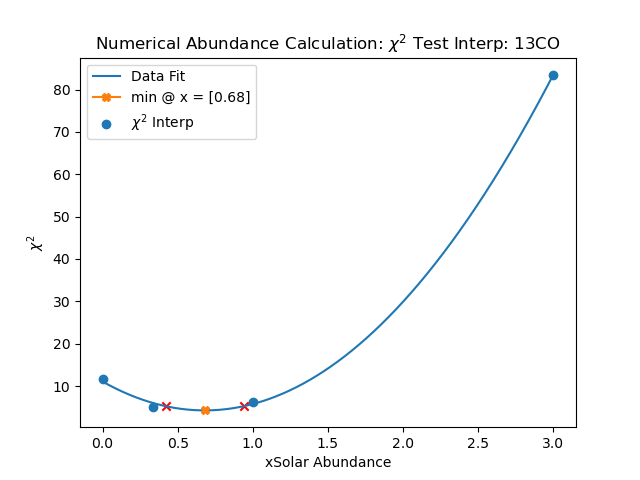 Numerical Abundance Calculation: χ² Test Interp: 13CO
Data Fit
min @ x = [0.68]
χ² Interp
80
70
60
50
40
30
20
10
χ²
0.0 0.5 1.0 1.5 2.0 2.5 3.0
xSolar Abundance